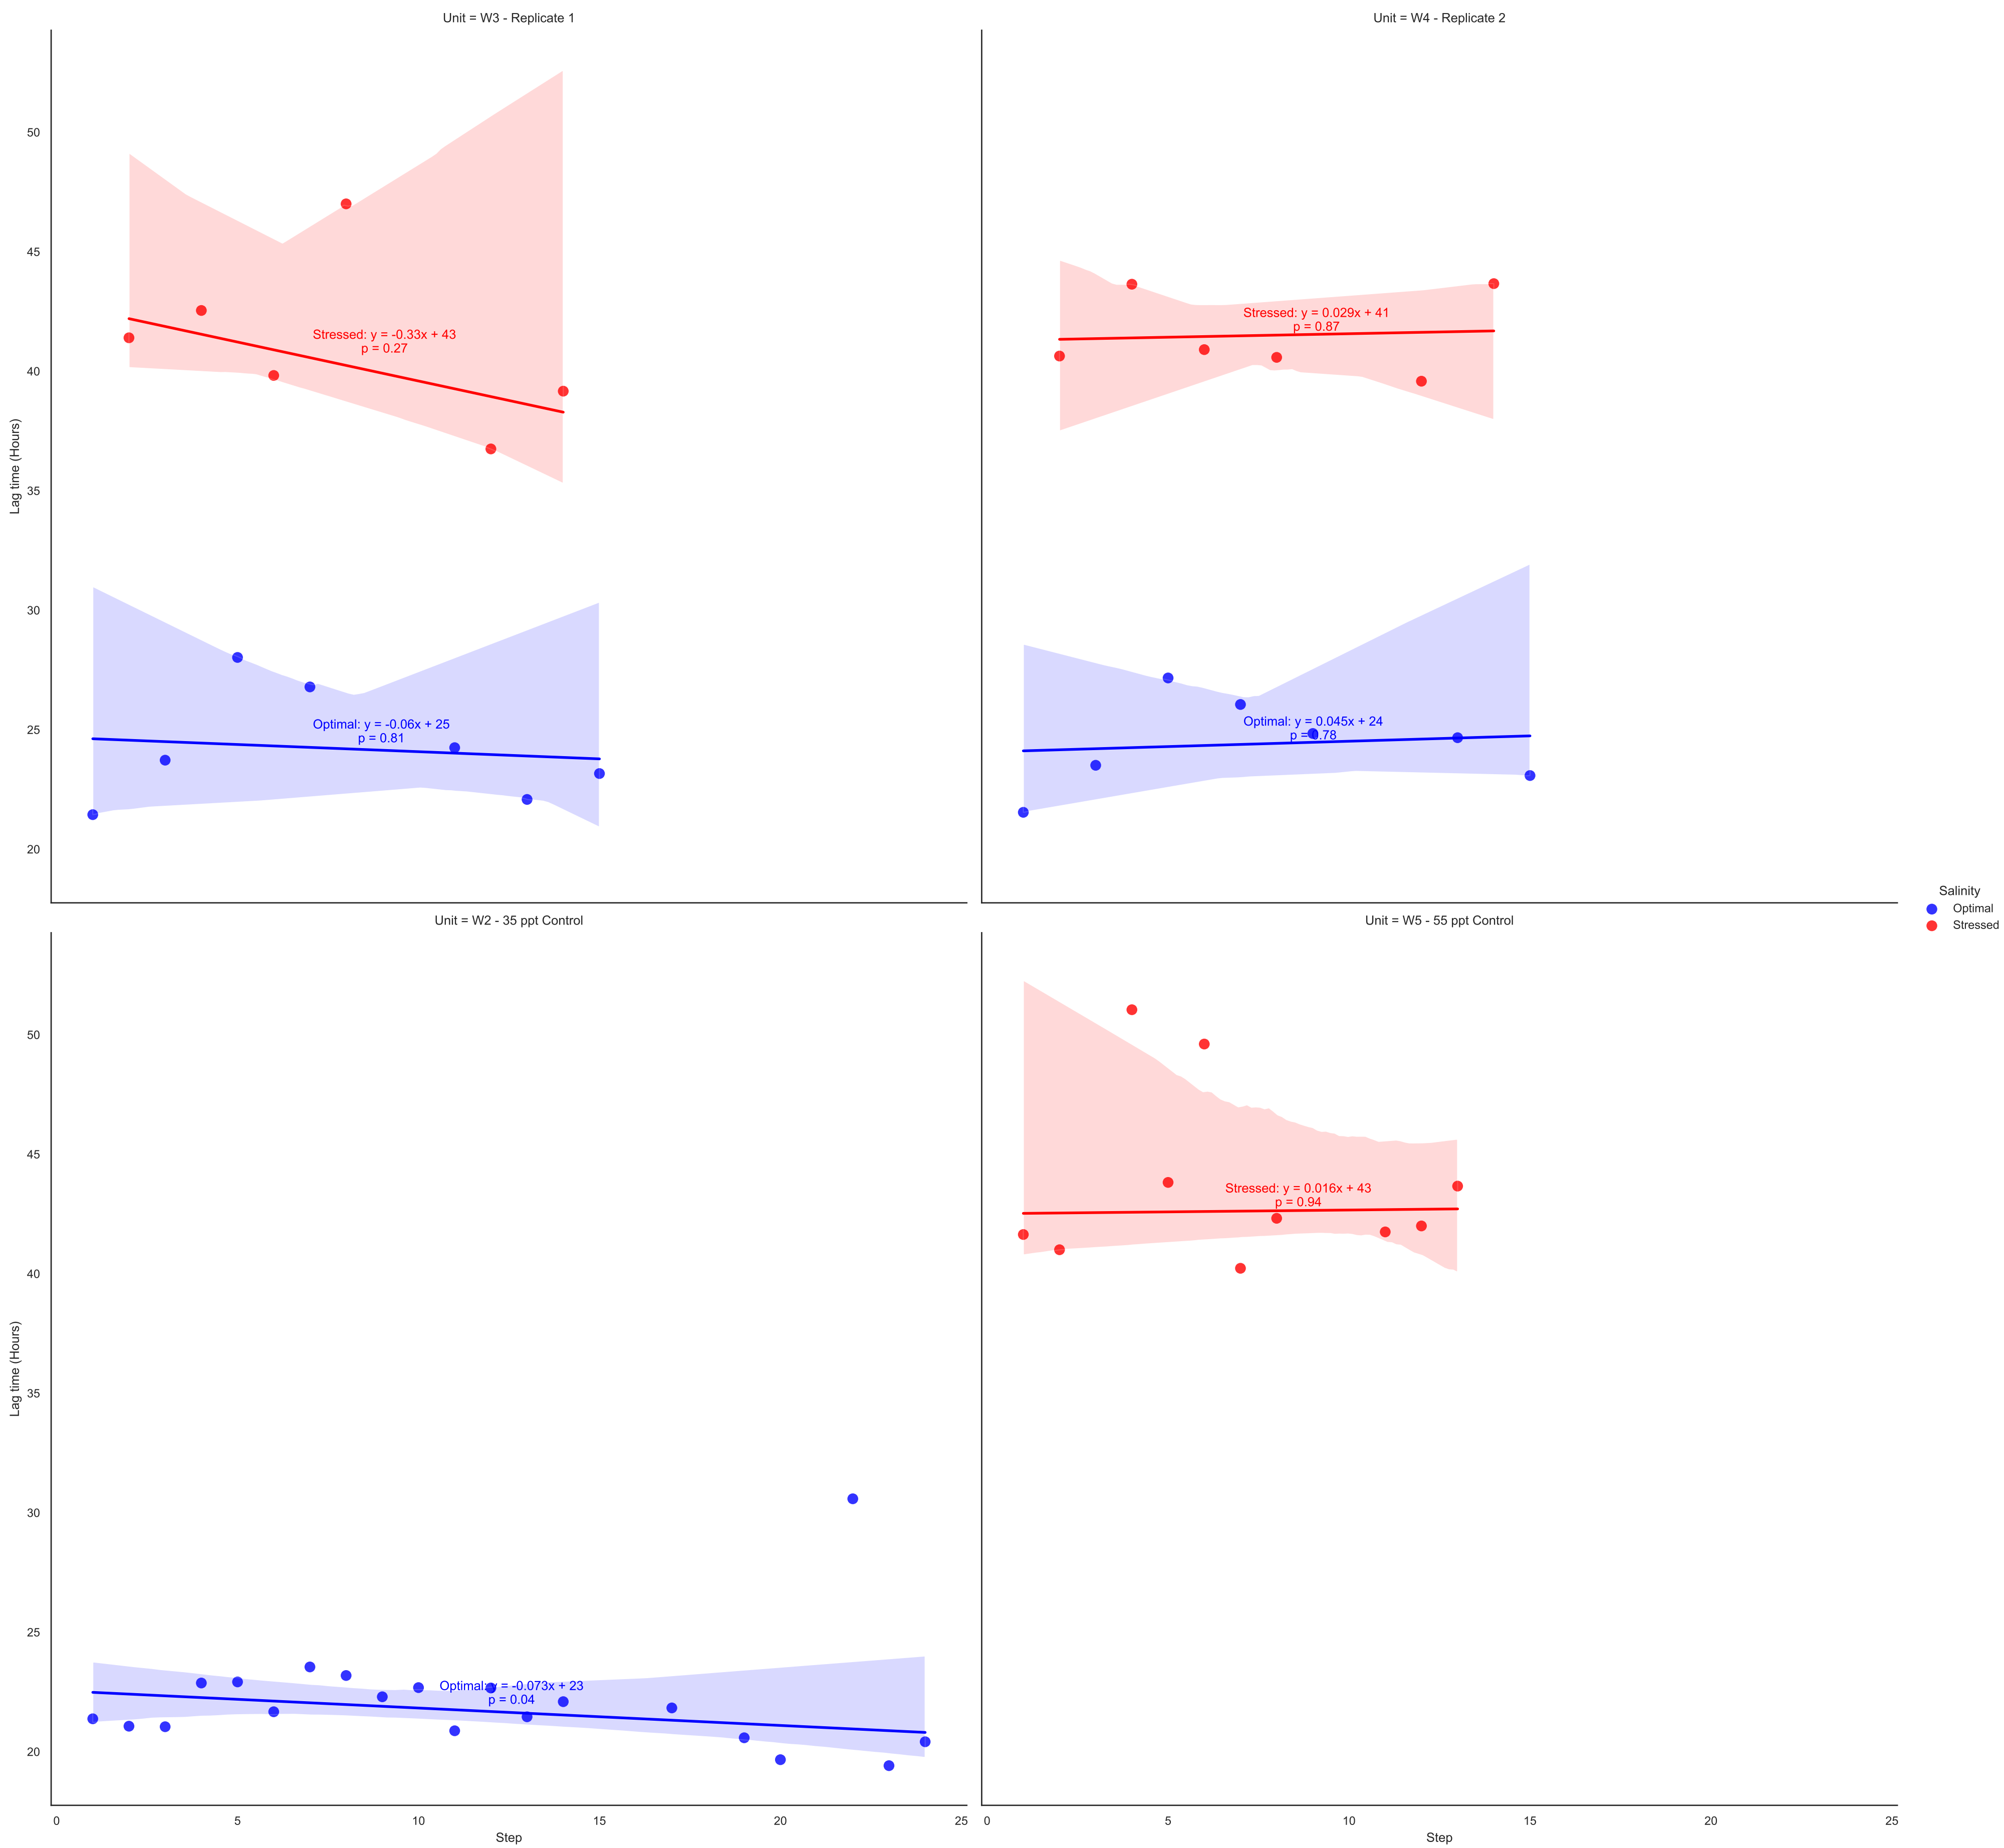 Unit = W3 - Replicate 1
Unit = W4 - Replicate 2
50
45
40
35
30
25
20
Lag time (Hours)
Stressed: y = -0.33x + 43
p = 0.27
Optimal: y = -0.06x + 25
p = 0.81
Stressed: y = 0.029x + 41
p = 0.87
Optimal: y = 0.045x + 24
p = 0.78
Salinity
Optimal
Stressed
Unit = W2 - 35 ppt Control
Unit = W5 - 55 ppt Control
50
45
40
35
30
25
20
Lag time (Hours)
Optimal: y = -0.073x + 23
p = 0.04
Stressed: y = 0.016x + 43
p = 0.94
0 5 10 15 20 25
Step
0 5 10 15 20 25
Step